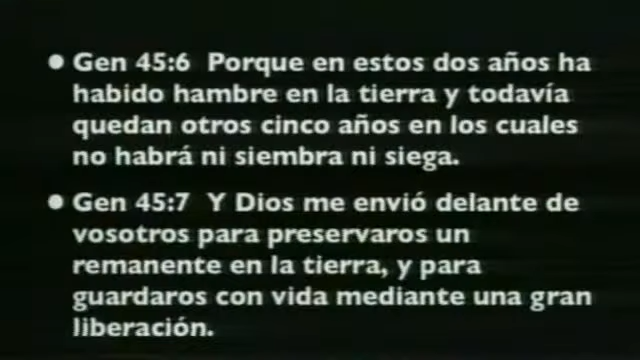 ● Gen 45:6 Porque en estos dos años ha
habido hambre en la tierra y todavía
quedan otros cinco años en los cuales
no habrá ni siembra ni siega.
● Gen 45:7 Y Dios me envió delante de
vosotros para preservaros un
remanente en la tierra, y para
guardaros con vida mediante una gran
liberación.